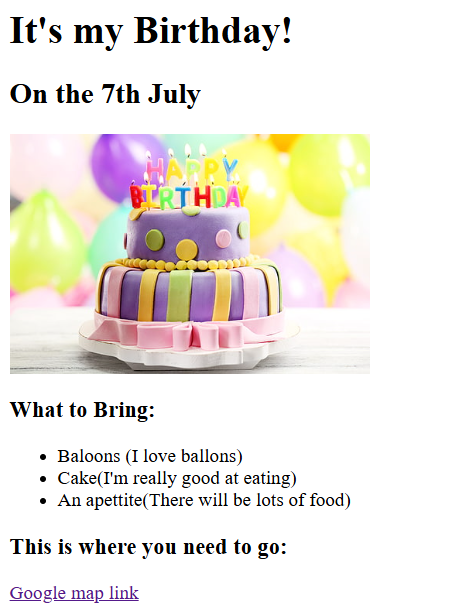 It's my Birthday!
On the 7th July
HAPPY
BIRTHDAY
What to Bring:
Baloons (I love ballons)
Cake(I'm really good at eating)
An apettite(There will be lots of food)
This is where you need to go:
Google map link